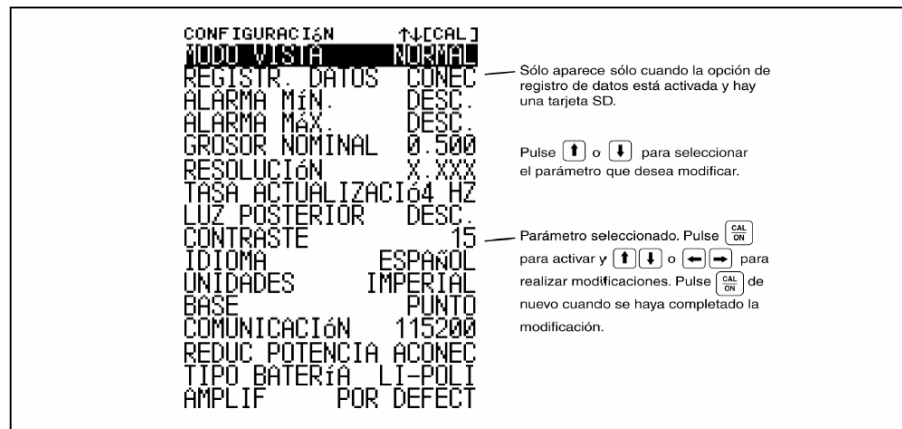 CONFIGURACIóN ↑↓[CAL]
MODO VISTA NORMAL
REGISTR. DATOS CONEC
ALARMA MíN. DESC.
ALARMA MáX. DESC.
GROSOR NOMINAL 0.500
RESOLUCIóN X.XXX
TASA ACTUALIZACIó4 HZ
LUZ POSTERIOR DESC.
CONTRASTE 15
IDIOMA ESPAñOL
UNIDADES IMPERIAL
BASE PUNTO
COMUNICACIóN 115200
REDUC POTENCIA ACONEC
TIPO BATERíA LI-POLI
AMPLIF POR DEFECT
Sólo aparece sólo cuando la opción de
registro de datos está activada y hay
una tarjeta SD.
Pulse ↑ o ↓ para seleccionar
el parámetro que desea modificar.
Parámetro seleccionado. Pulse CAL ON
para activar y ↑ ↓ o ← → para
realizar modificaciones. Pulse CAL ON de
nuevo cuando se haya completado la
modificación.